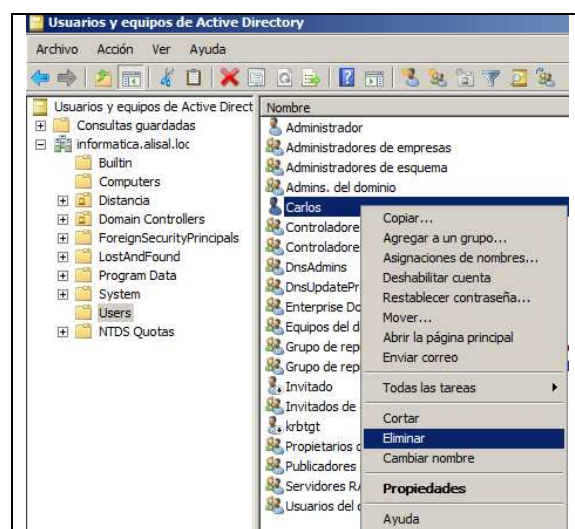 Usuarios y equipos de Active Directory
Archivo Acción Ver Ayuda
Usuarios y equipos de Active Direct
Consultas guardadas
informatica.alisal.loc
Builtin
Computers
Distancia
Domain Controllers
ForeignSecurityPrincipals
LostAndFound
Program Data
System
Users
NTDS Quotas
Nombre
Administrador
Administradores de empresas
Administradores de esquema
Admins. del dominio
Carlos
Controladore
Controladore
DnsAdmins
DnsUpdatePr
Enterprise Do
Equipos del d
Grupo de rep
Grupo de rep
Invitado
Invitados de
krbtgt
Propietarios d
Publicadores
Servidores RA
Usuarios del d
Copiar...
Agregar a un grupo...
Asignaciones de nombres...
Deshabilitar cuenta
Restablecer contraseña...
Mover...
Abrir la página principal
Enviar correo
Todas las tareas
Cortar
Eliminar
Cambiar nombre
Propiedades
Ayuda